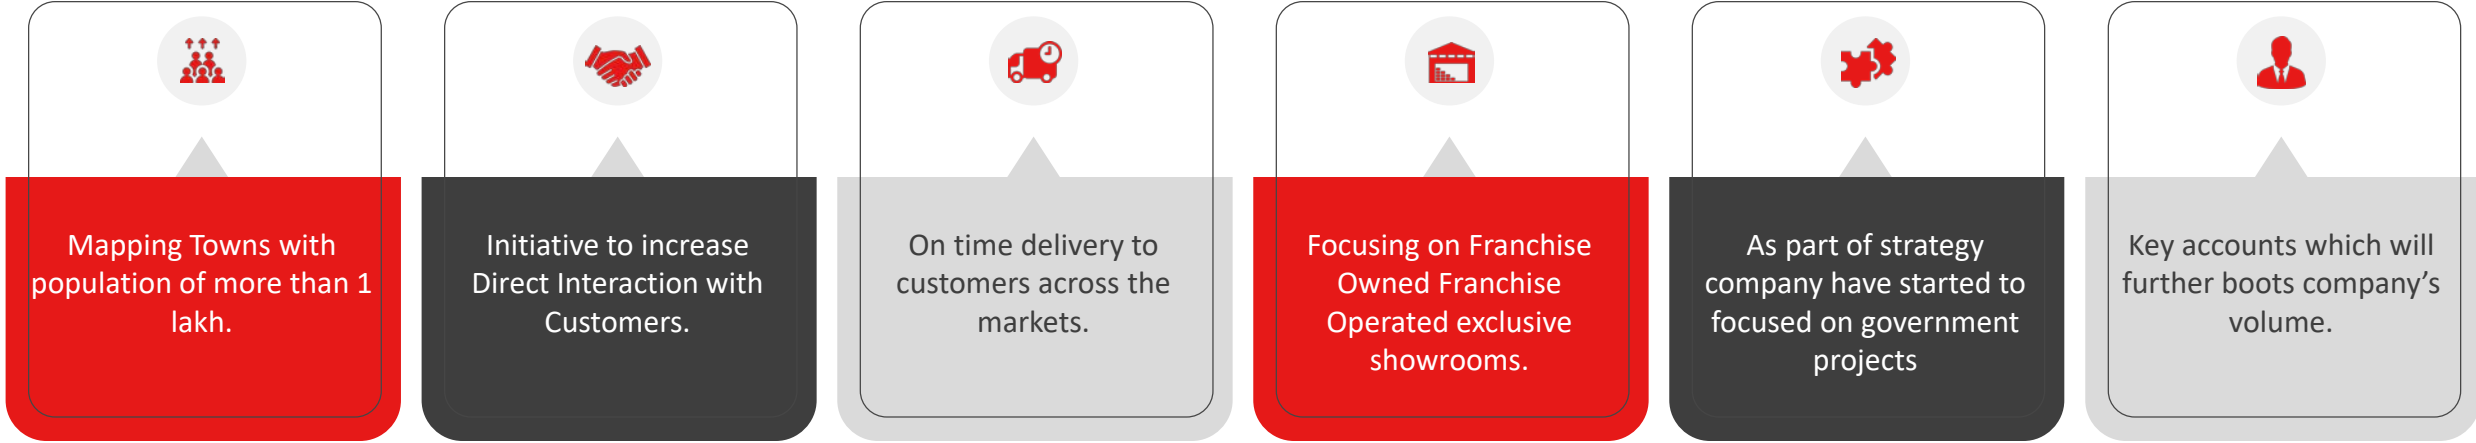 Mapping Towns with
population of more than 1
lakh.
Initiative to increase
Direct Interaction with
Customers.
On time delivery to
customers across the
markets.
Focusing on Franchise
Owned Franchise
Operated exclusive
showrooms.
As part of strategy
company have started to
focused on government
projects
Key accounts which will
further boots company’s
volume.